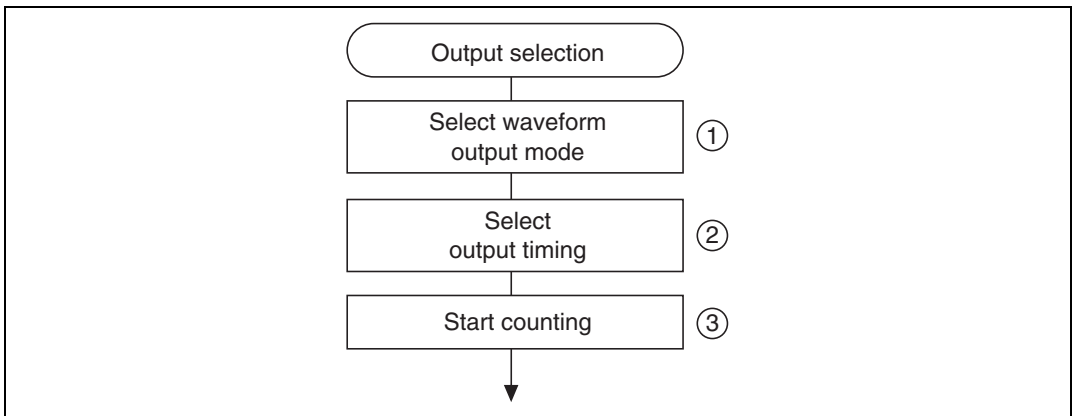 Output selection
Select waveform
output mode
①
Select
output timing
②
Start counting
③